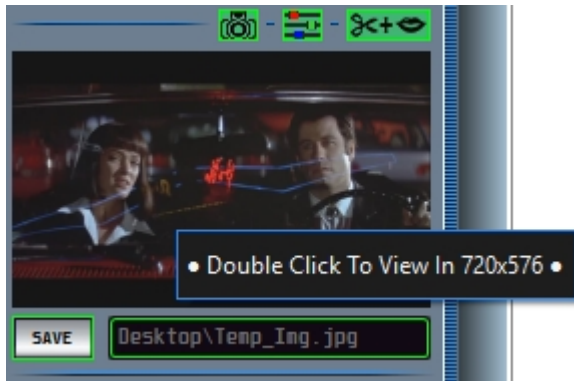 ● Double Click To View In 720x576 ●
SAVE
Desktop\Temp_Img.jpg